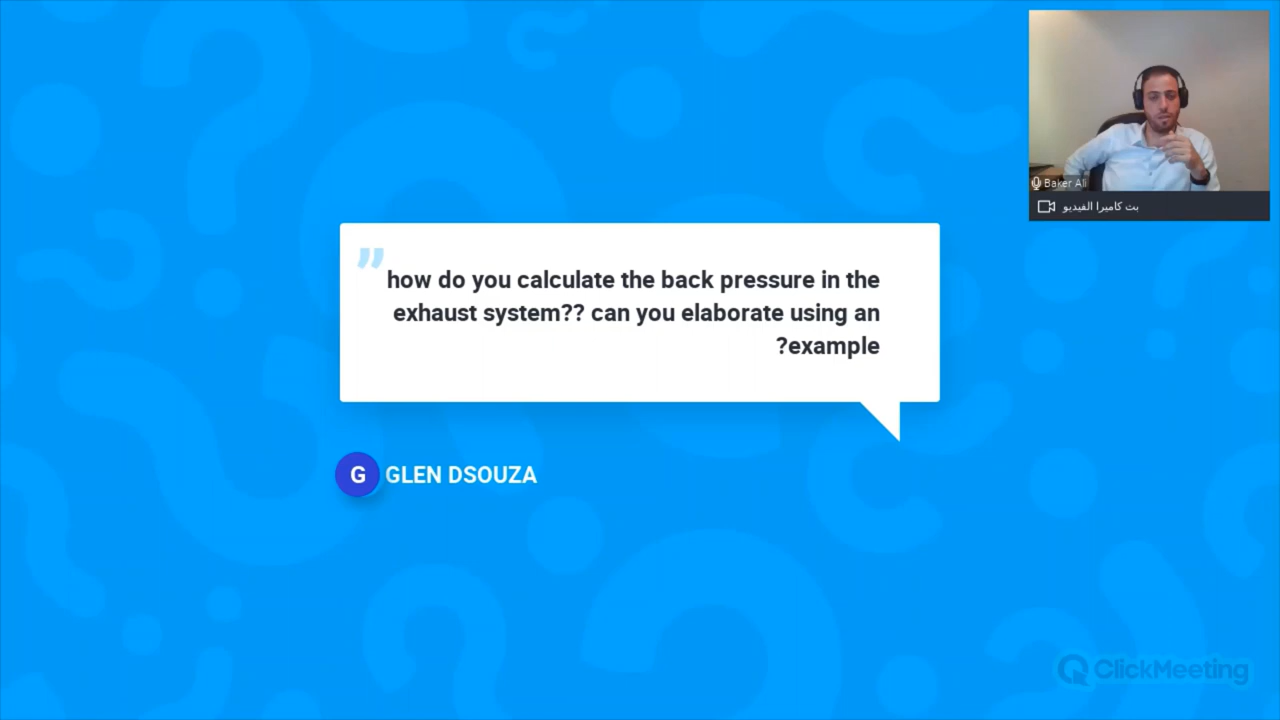 Baker Ali
بث كاميرا الفيديو
how do you calculate the back pressure in the
exhaust system?? can you elaborate using an
?example
G
GLEN DSOUZA
ClickMeeting